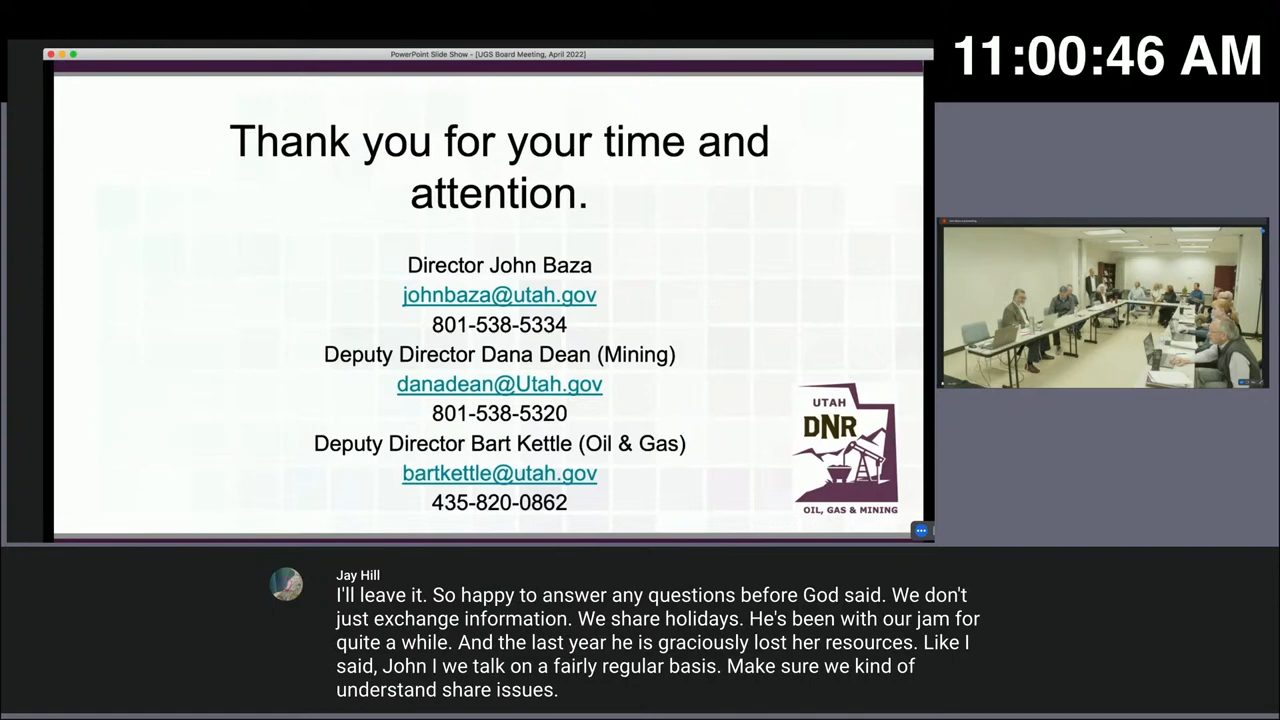 PowerPoint Slide Show - [UGS Board Meeting, April 2022]
11:00:46 AM
Thank you for your time and
attention.
Director John Baza
johnbaza@utah.gov
801-538-5334
Deputy Director Dana Dean (Mining)
danadean@Utah.gov
801-538-5320
Deputy Director Bart Kettle (Oil & Gas)
bartkettle@utah.gov
435-820-0862
UTAH
DNR
OIL, GAS & MINING
Jay Hill
I'll leave it. So happy to answer any questions before God said. We don't
just exchange information. We share holidays. He's been with our jam for
quite a while. And the last year he is graciously lost her resources. Like I
said, John I we talk on a fairly regular basis. Make sure we kind of
understand share issues.